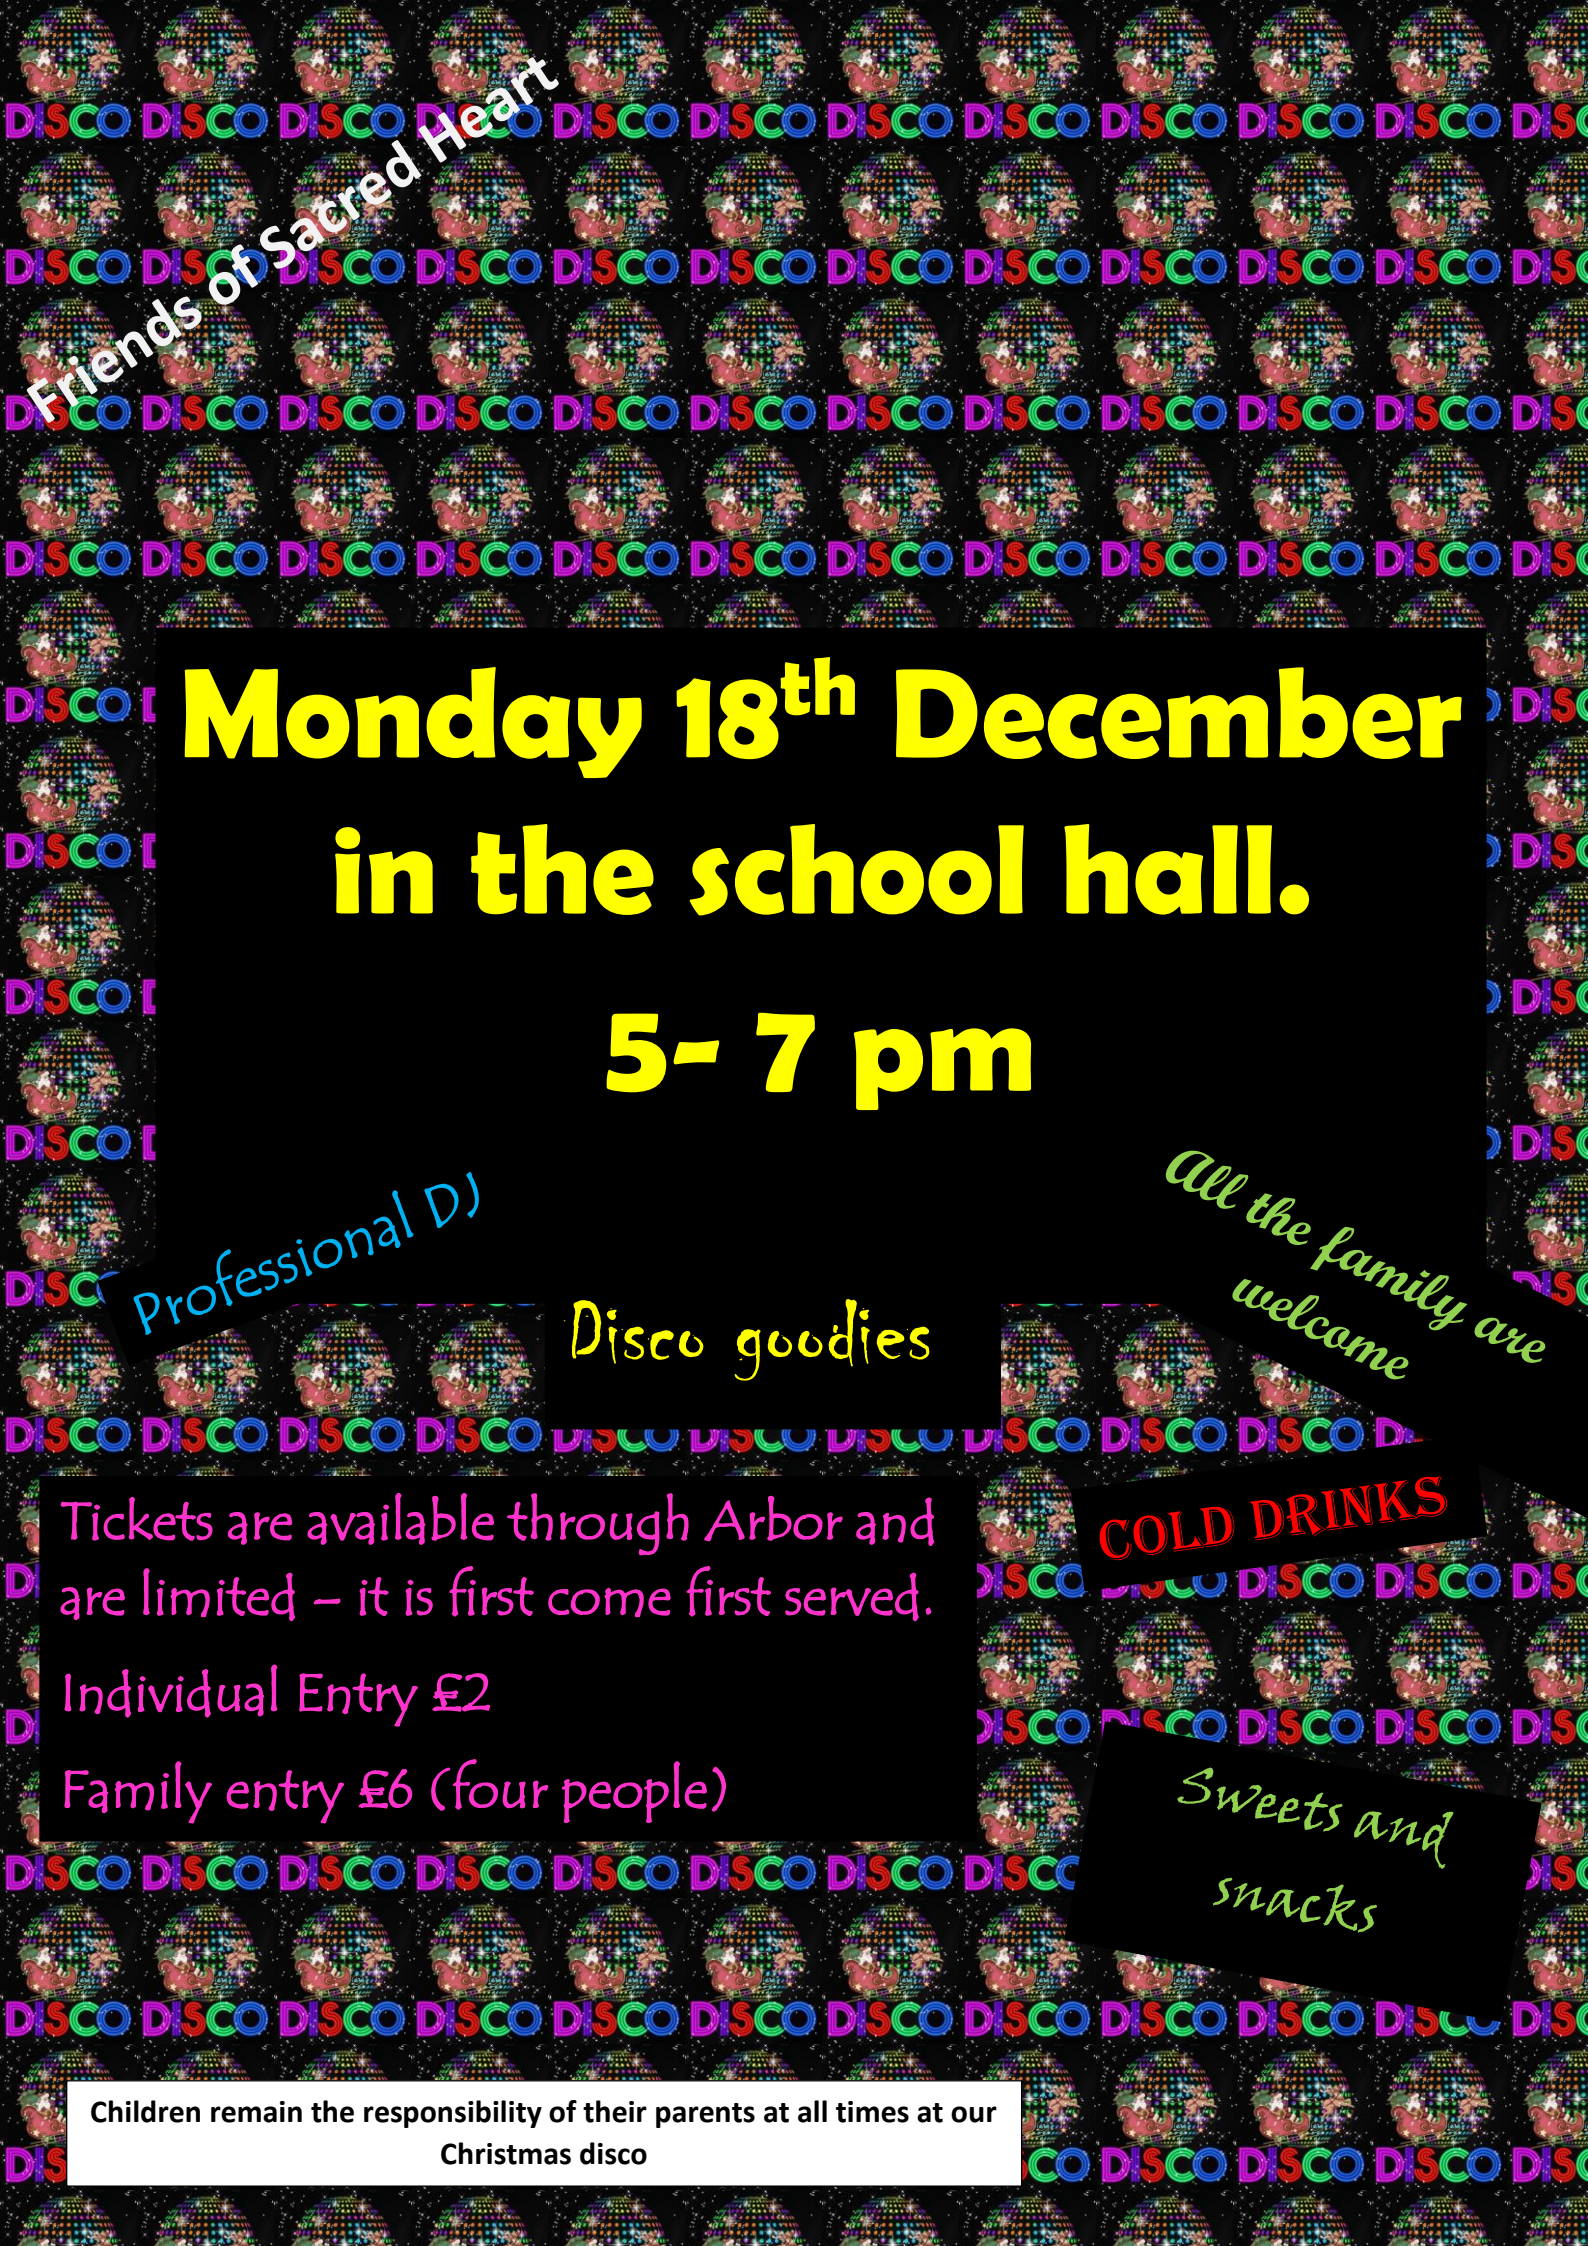 Friends of Sacred Heart
Monday 18th December
in the school hall.
5- 7 pm
Professional DJ
All the family are
welcome
Disco goodies
Tickets are available through Arbor and
are limited – it is first come first served.
Individual Entry £2
Family entry £6 (four people)
COLD DRINKS
Sweets and
snacks
Children remain the responsibility of their parents at all times at our
Christmas disco
DISCO